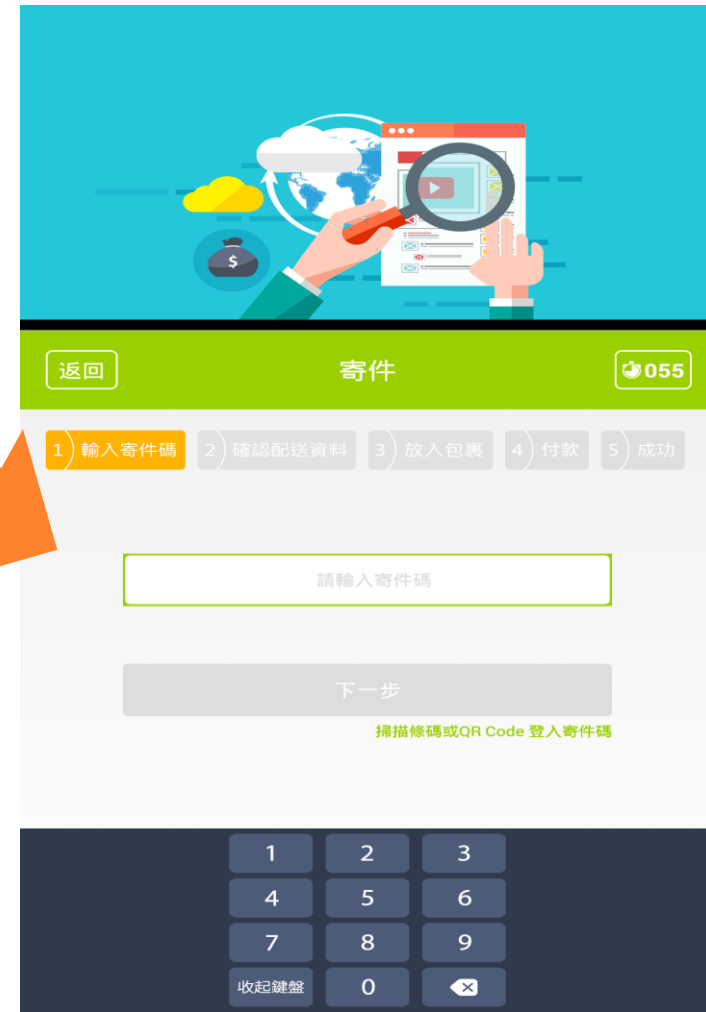 $
返回
寄件
055
1 輸入寄件碼
2 確認配送資料
3 放入包裹
4 付款
5 成功
請輸入寄件碼
下一步
掃描條碼或QR Code 登入寄件碼
1 2 3
4 5 6
7 8 9
收起鍵盤 0